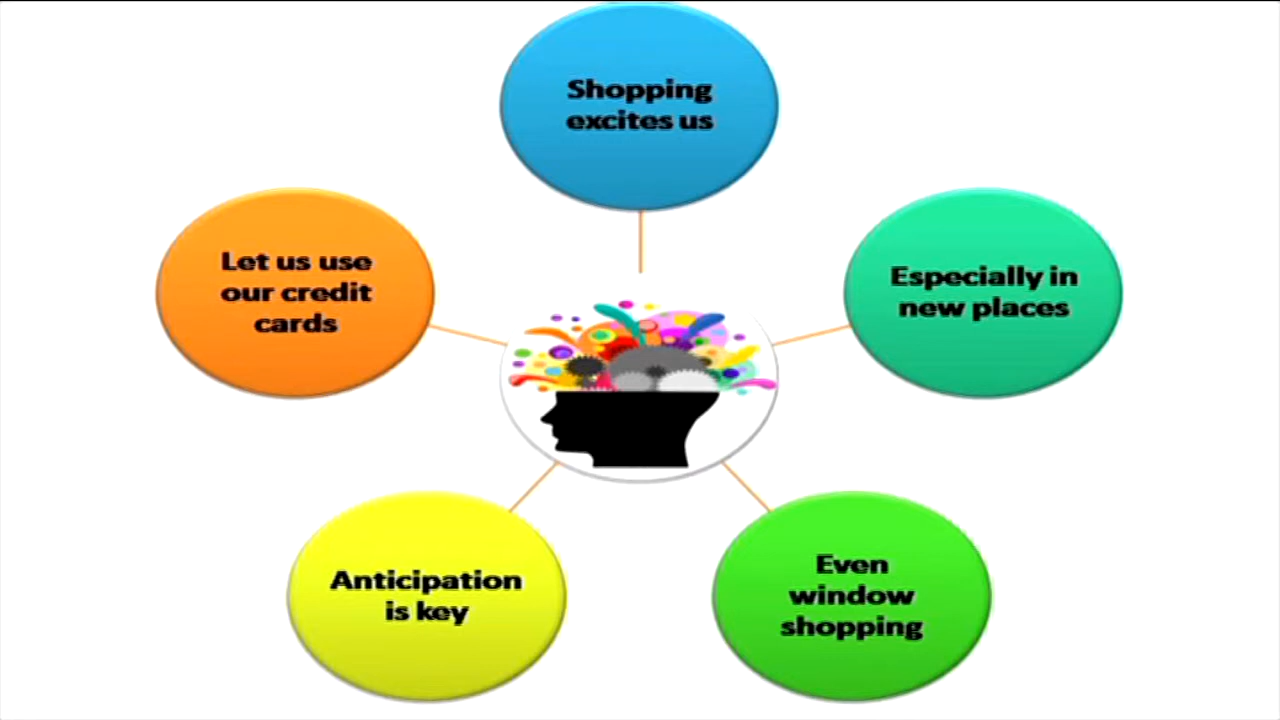 Shopping
excites us
Especially in
new places
Even
window
shopping
Anticipation
is key
Let us use
our credit
cards